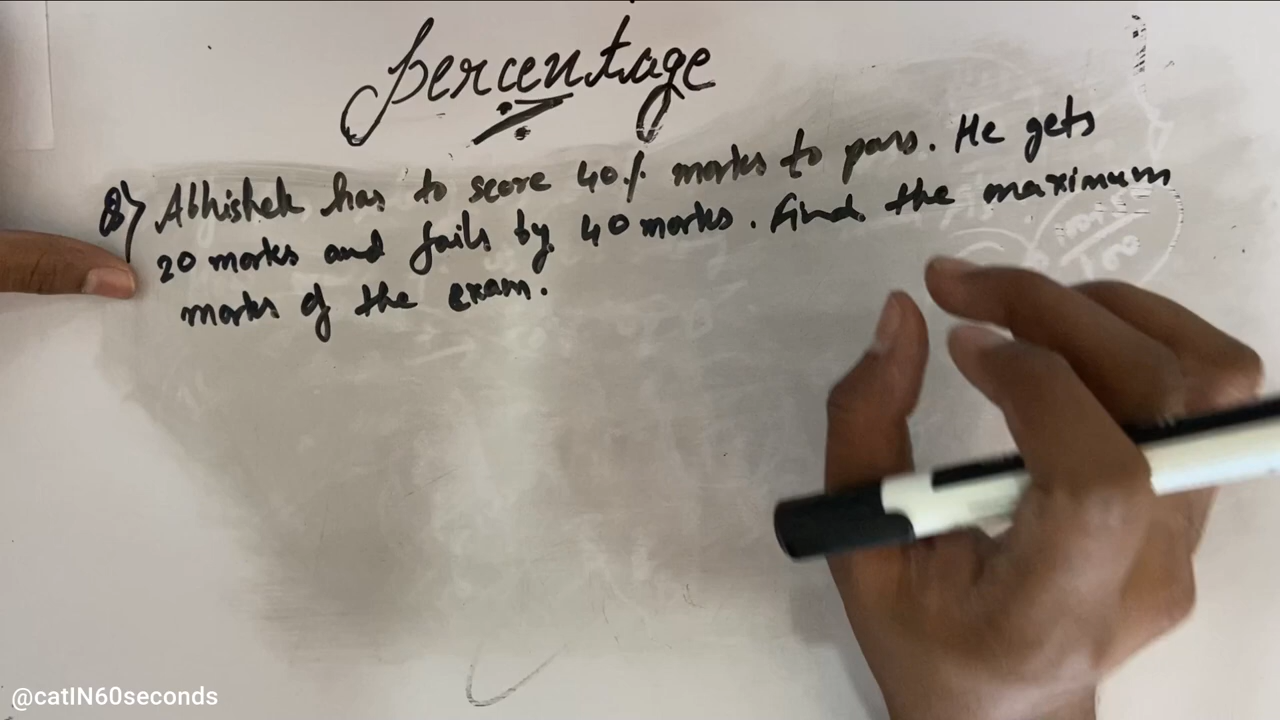 Percentage
Q) Abhishek has to score 40% marks to pass. He gets
20 marks and fails by 40 marks. Find the maximum
marks of the exam.
@catIN60seconds